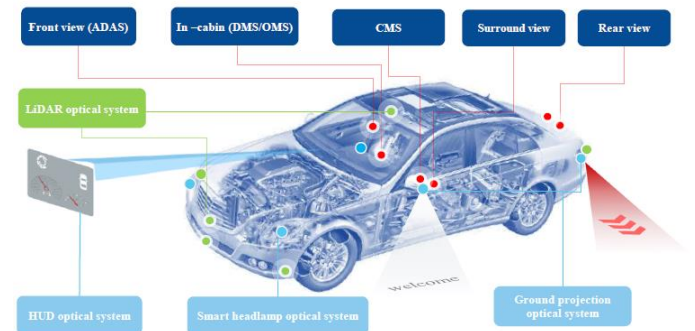 Front view (ADAS)
In –cabin (DMS/OMS)
CMS
Surround view
Rear view
LiDAR optical system
welcome
HUD optical system
Smart headlamp optical system
Ground projection
optical system